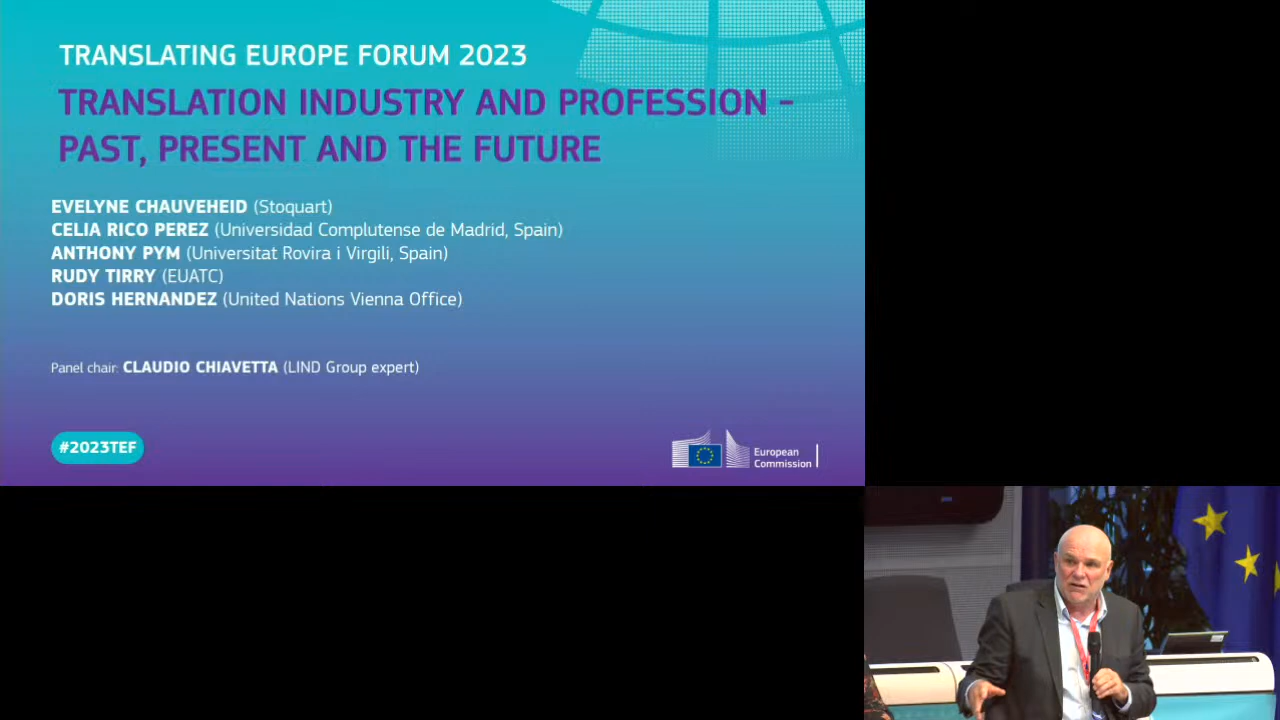 TRANSLATING EUROPE FORUM 2023
TRANSLATION INDUSTRY AND PROFESSION –
PAST, PRESENT AND THE FUTURE
EVELYNE CHAUVEHEID (Stoquart)
CELIA RICO PEREZ (Universidad Complutense de Madrid, Spain)
ANTHONY PYM (Universitat Rovira i Virgili, Spain)
RUDY TIRRY (EUATC)
DORIS HERNANDEZ (United Nations Vienna Office)
Panel chair: CLAUDIO CHIAVETTA (LIND Group expert)
#2023TEF
European
Commission